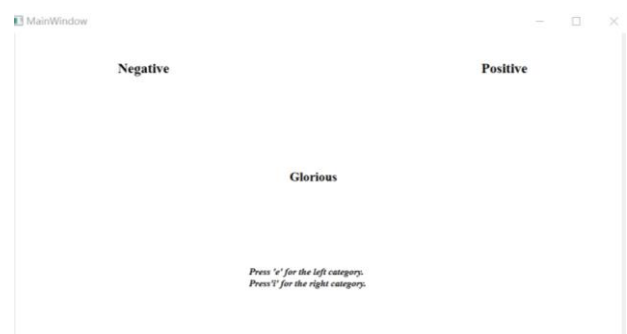 MainWindow
Negative
Positive
Glorious
Press 'e' for the left category.
Press'i' for the right category.